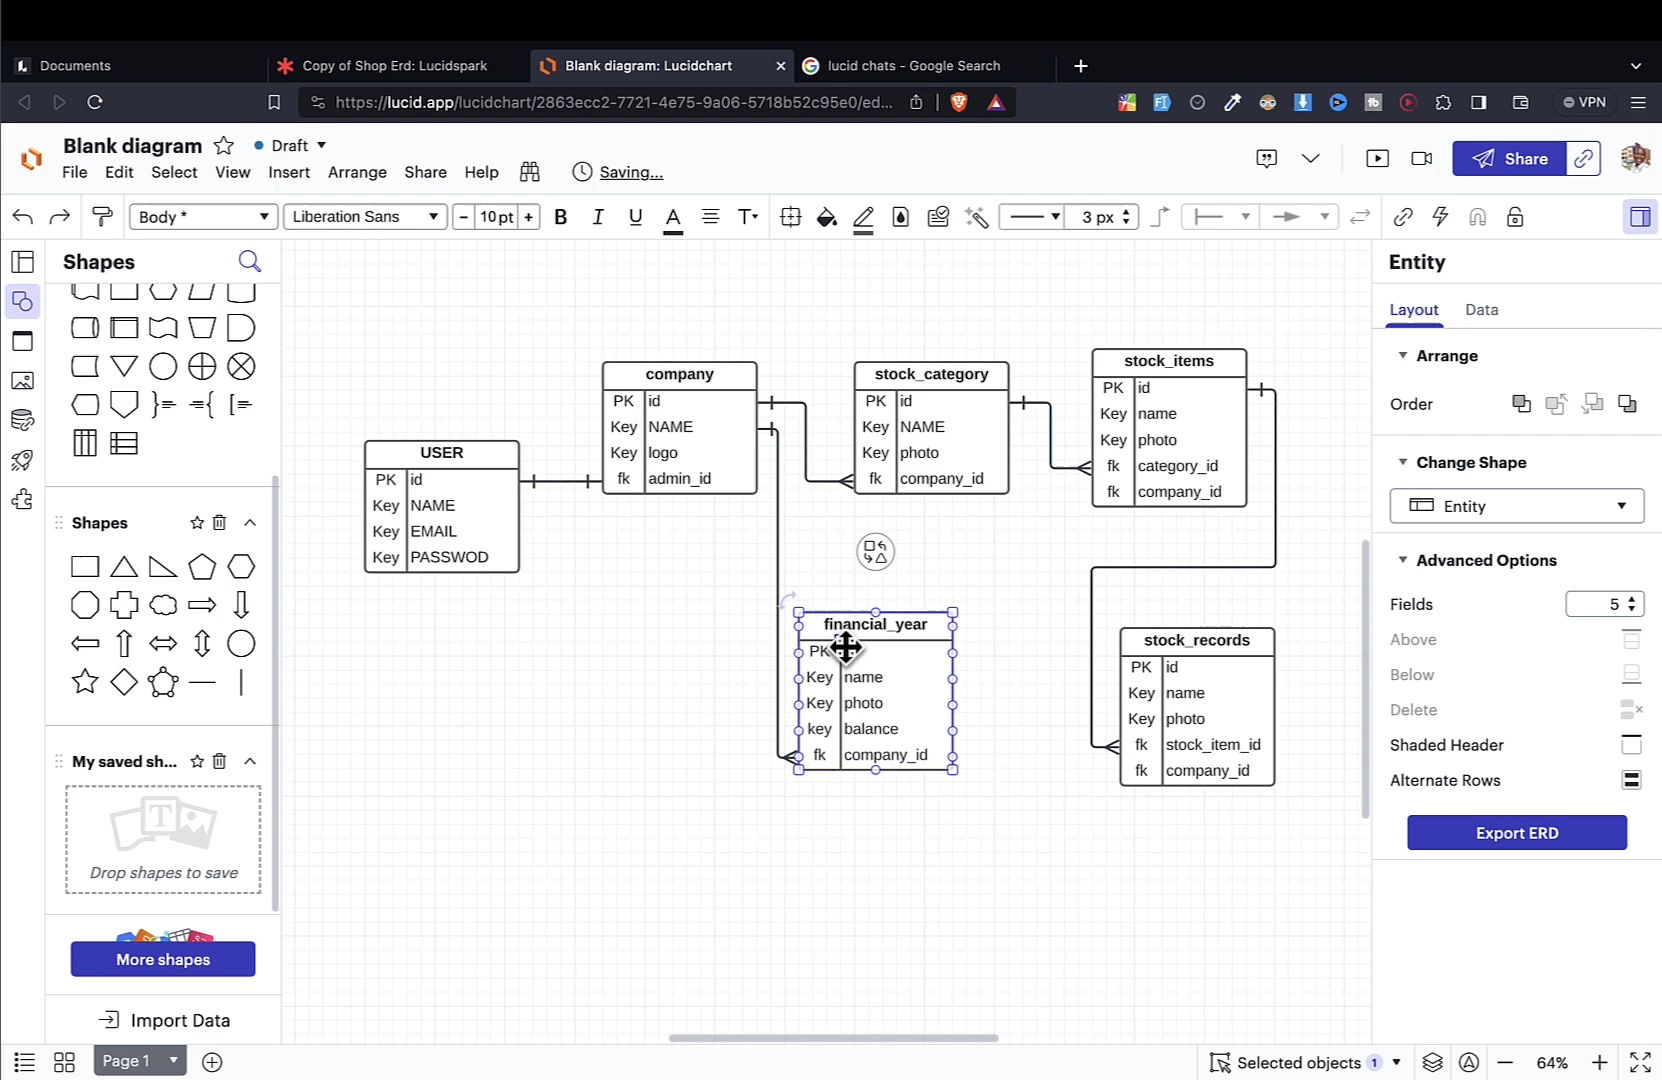 Documents
Copy of Shop Erd: Lucidspark
Blank diagram: Lucidchart
lucid chats - Google Search
https://lucid.app/lucidchart/2863ecc2-7721-4e75-9a06-5718b52c95e0/ed...
VPN
Blank diagram
Draft
File Edit Select View Insert Arrange Share Help
Saving...
Share
Body *
Liberation Sans
10 pt
B I U A T
3 px
Shapes
Shapes
My saved sh...
Drop shapes to save
More shapes
Import Data
USER
PK id
Key NAME
Key EMAIL
Key PASSWOD
company
PK id
Key NAME
Key logo
fk admin_id
stock_category
PK id
Key NAME
Key photo
fk company_id
stock_items
PK id
Key name
Key photo
fk category_id
fk company_id
financial_year
PK
Key name
Key photo
key balance
fk company_id
stock_records
PK id
Key name
Key photo
fk stock_item_id
fk company_id
Entity
Layout Data
Arrange
Order
Change Shape
Entity
Advanced Options
Fields 5
Above
Below
Delete
Shaded Header
Alternate Rows
Export ERD
Page 1
Selected objects 1
64%